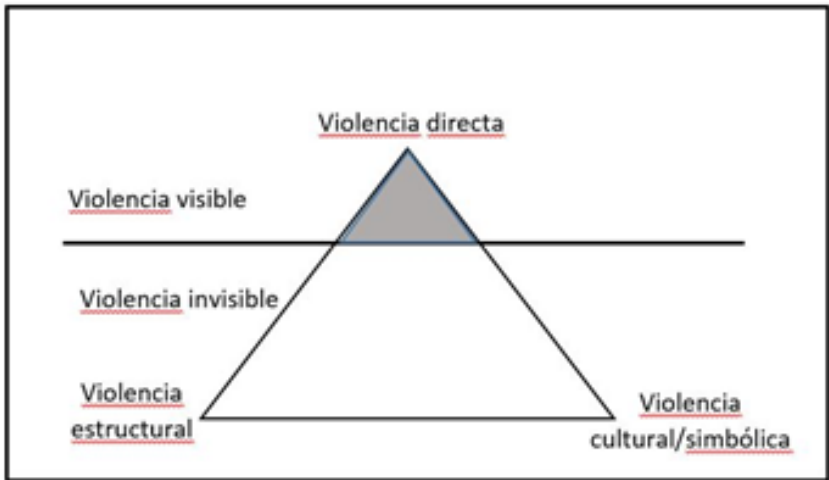 Violencia directa
Violencia visible
Violencia invisible
Violencia
estructural
Violencia
cultural/simbólica